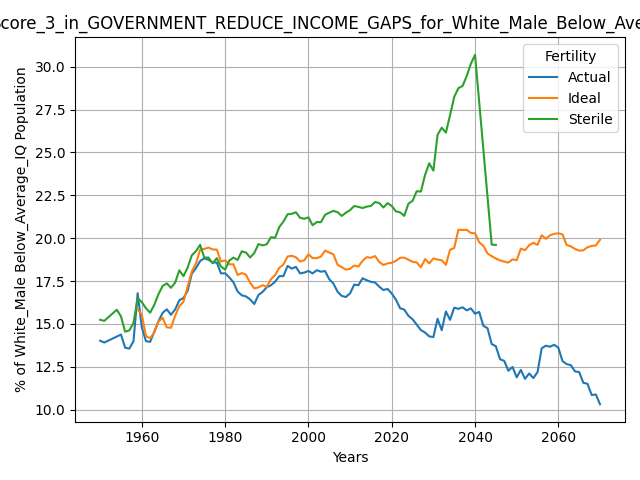 core_3_in_GOVERNMENT_REDUCE_INCOME_GAPS_for_White_Male_Below_Ave
Fertility
Actual
Ideal
Sterile
% of White_Male Below_Average_IQ Population
30.0
27.5
25.0
22.5
20.0
17.5
15.0
12.5
10.0
1960
1980
2000
2020
2040
2060
Years